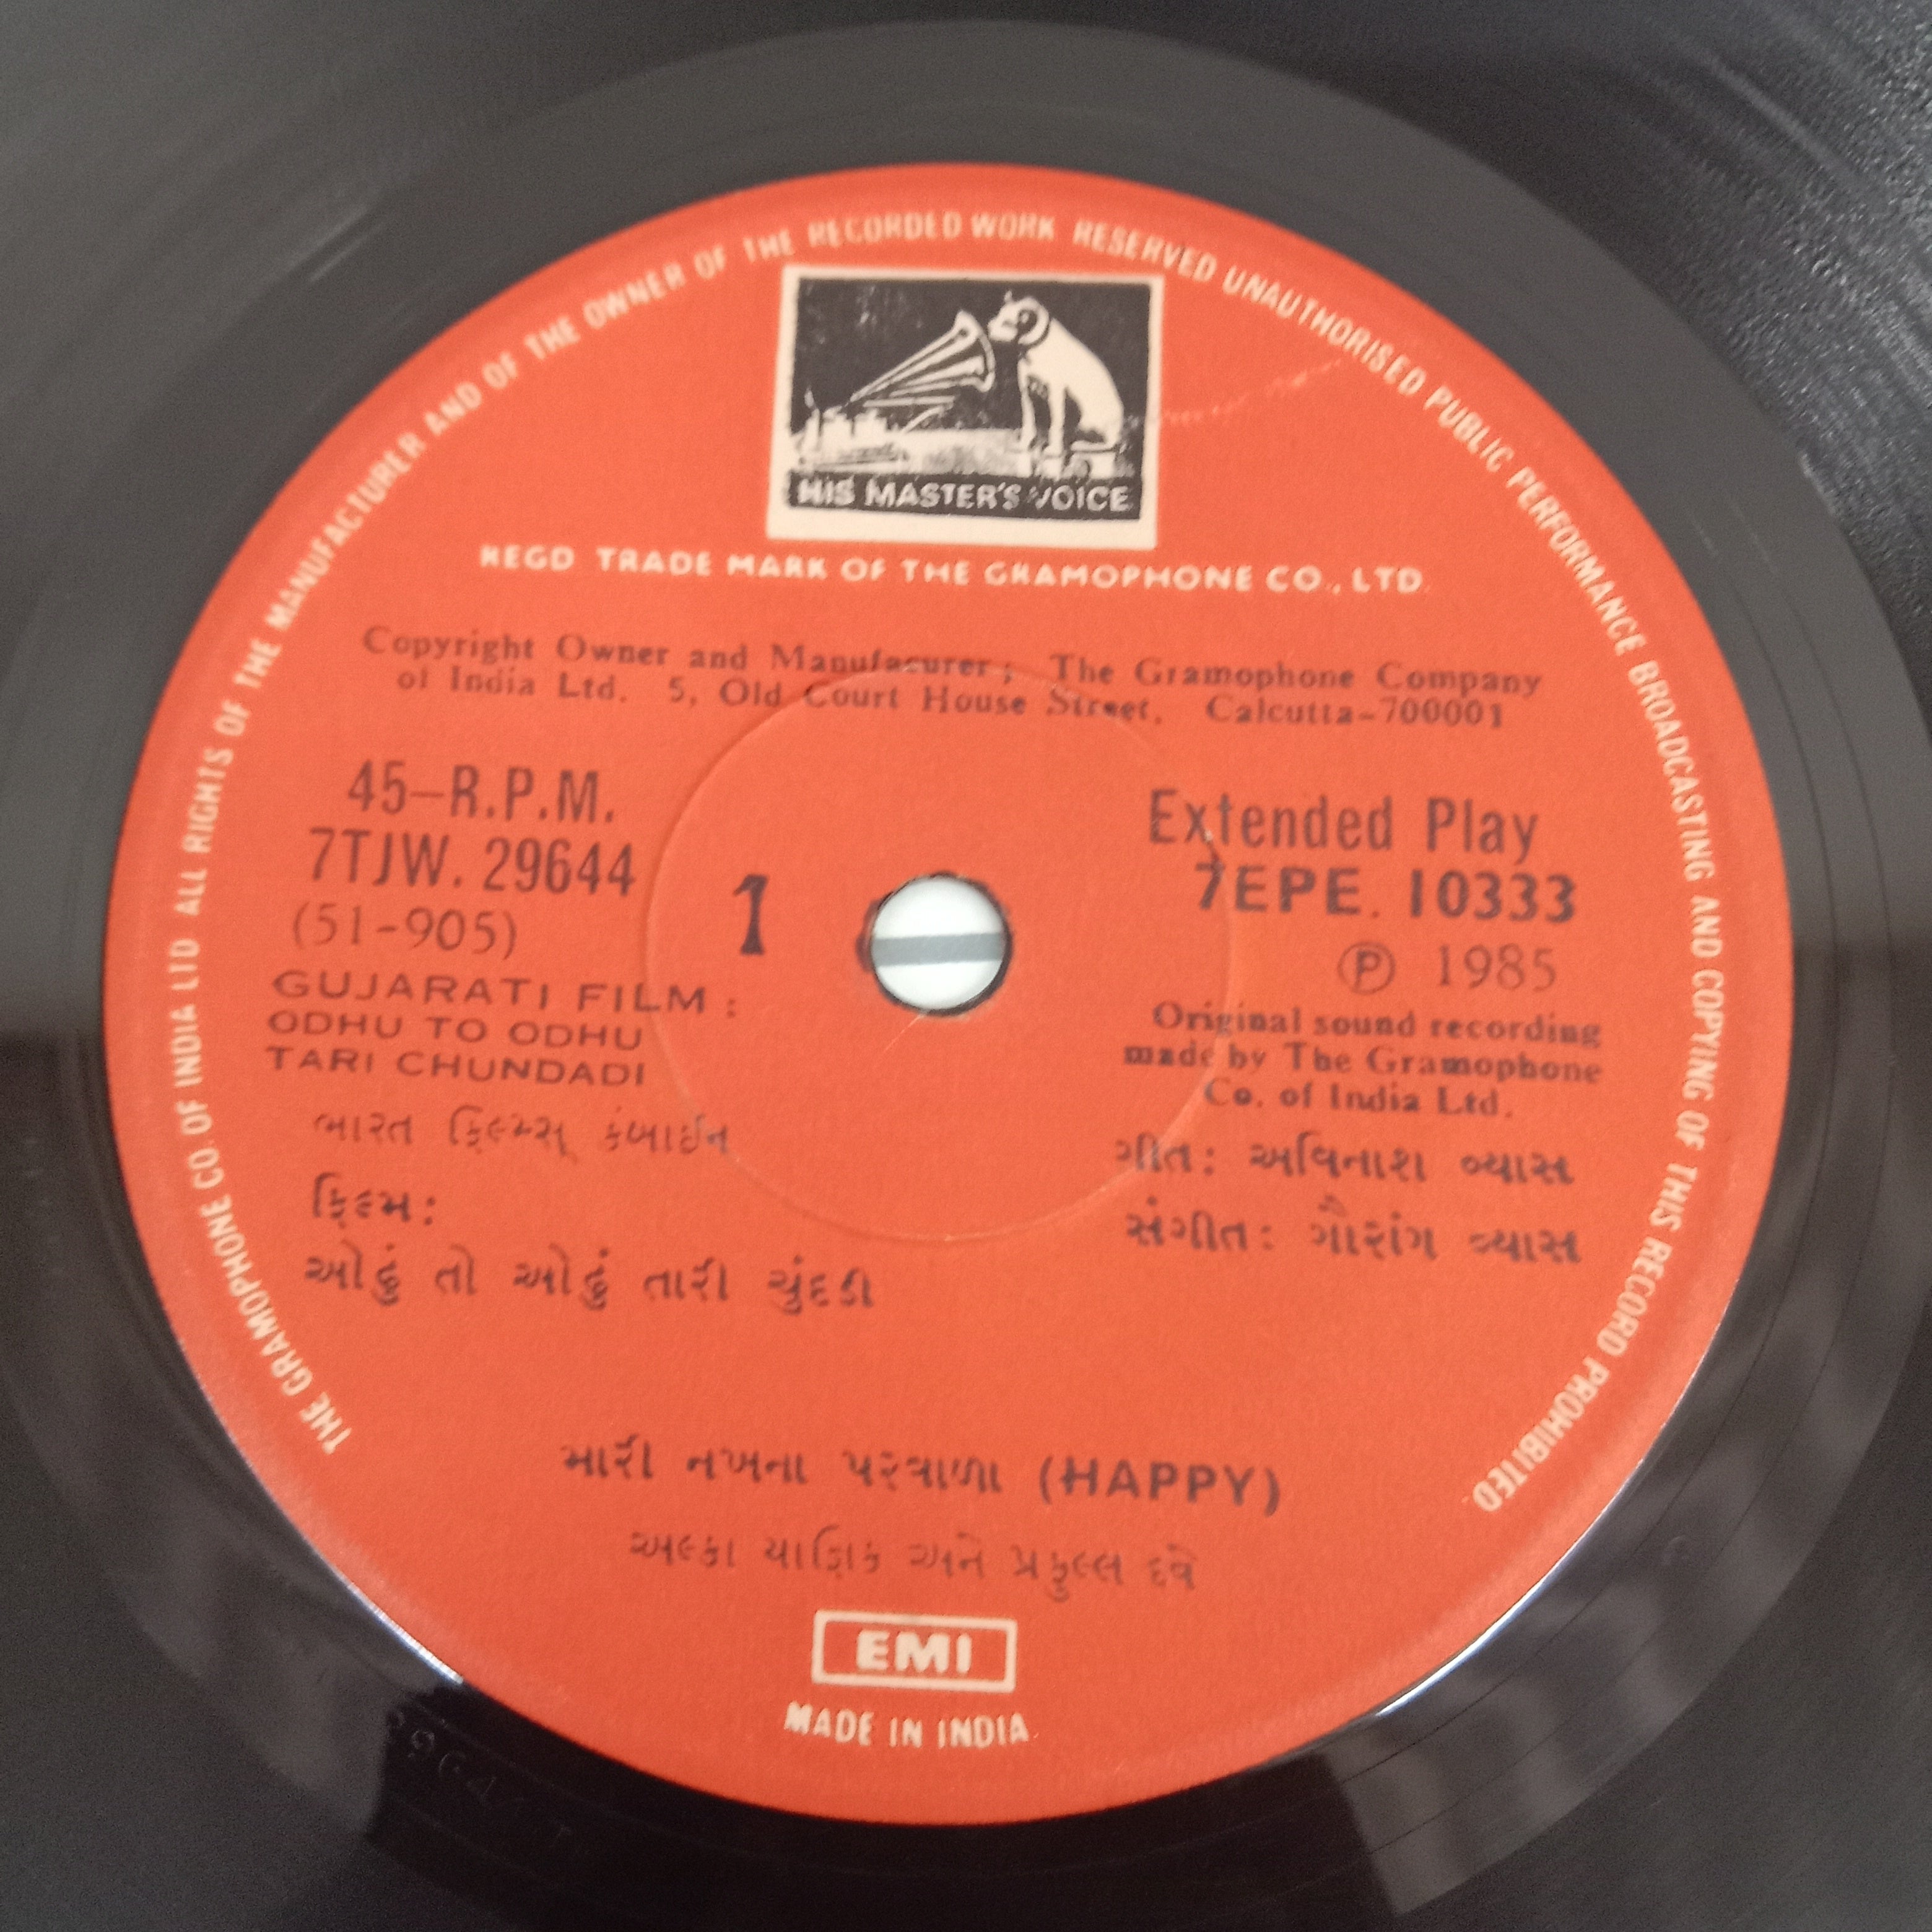 THE GRAMOPHONE CO. OF INDIA LTD ALL RIGHTS OF THE MANUFACTURER AND OF THE OWNER OF THE RECORDED WORK RESERVED UNAUTHORISED PUBLIC PERFORMANCE BROADCASTING AND COPYING OF THIS RECORD PROHIBITED
HIS MASTER'S VOICE
REGD TRADE MARK OF THE GRAMOPHONE CO., LTD.
Copyright Owner and Manufacurer; The Gramophone Company
of India Ltd. 5, Old Court House Street, Calcutta-700001
45-R.P.M.
7TJW. 29644
(51-905)
1
GUJARATI FILM :
ODHU TO ODHU
TARI CHUNDADI
ભારત ફિલ્મ્સ્ કંબાઈન
ફિલ્મ:
ઓઢું તો ઓઢું તારી ચુંદડી
Extended Play
7EPE. 10333
℗ 1985
Original sound recording
made by The Gramophone
Co. of India Ltd.
ગીત: અવિનાશ વ્યાસ
સંગીત: ગૌરાંગ વ્યાસ
મારી નખના પરવાળા (HAPPY)
અલ્કા યાજ્ઞિક અને પ્રફુલ્લ દવે
EMI
MADE IN INDIA.